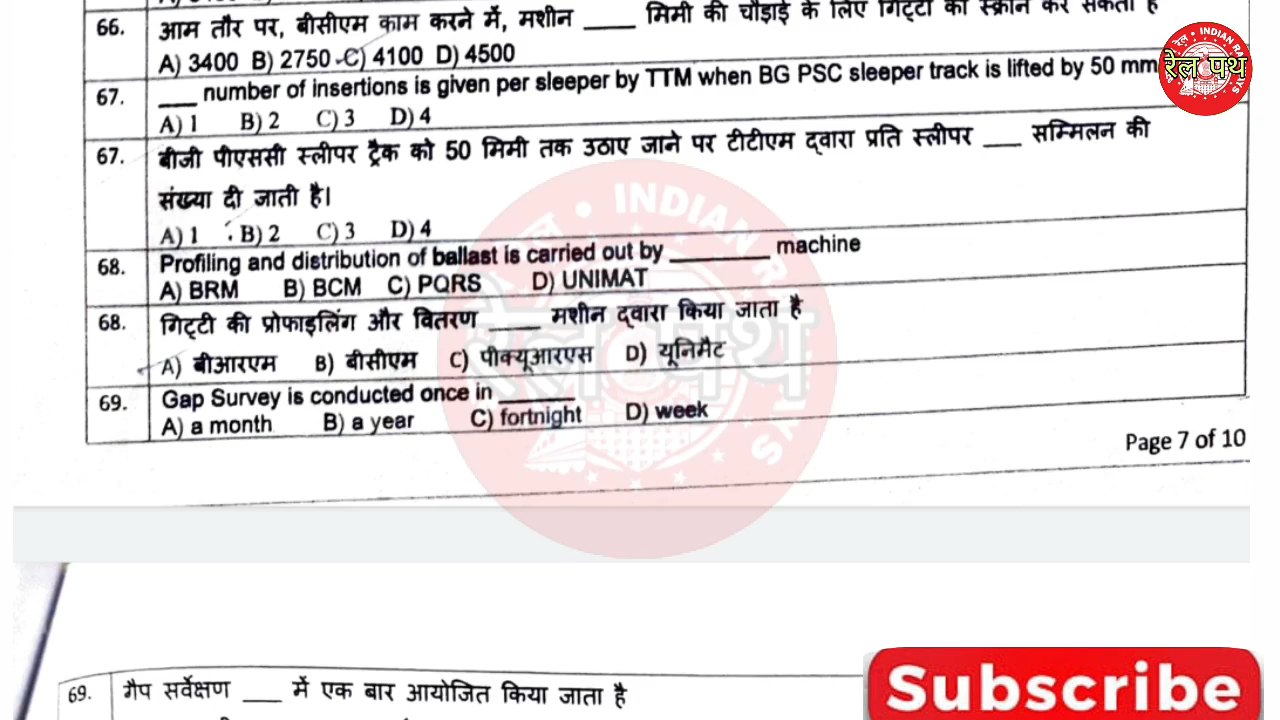 66.
आम तौर पर, बीसीएम काम करने में, मशीन ____ मिमी की चौड़ाई के लिए गिट्टी को स्क्रीन कर सकता है
A) 3400 B) 2750 C) 4100 D) 4500
67.
___ number of insertions is given per sleeper by TTM when BG PSC sleeper track is lifted by 50 mm
A) 1 B) 2 C) 3 D) 4
67.
बीजी पीएससी स्लीपर ट्रैक को 50 मिमी तक उठाए जाने पर टीटीएम द्वारा प्रति स्लीपर ___ सम्मिलन की
संख्या दी जाती है।
A) 1 B) 2 C) 3 D) 4
68.
Profiling and distribution of ballast is carried out by ________ machine
A) BRM B) BCM C) PQRS D) UNIMAT
68.
गिट्टी की प्रोफाइलिंग और वितरण ____ मशीन द्वारा किया जाता है
A) बीआरएम B) बीसीएम C) पीक्यूआरएस D) यूनिमैट
69.
Gap Survey is conducted once in ______
A) a month B) a year C) fortnight D) week
Page 7 of 10
69.
गैप सर्वेक्षण ___ में एक बार आयोजित किया जाता है
Subscribe
रेल पथ
रेल • INDIAN RAILWAYS
रेल पथ